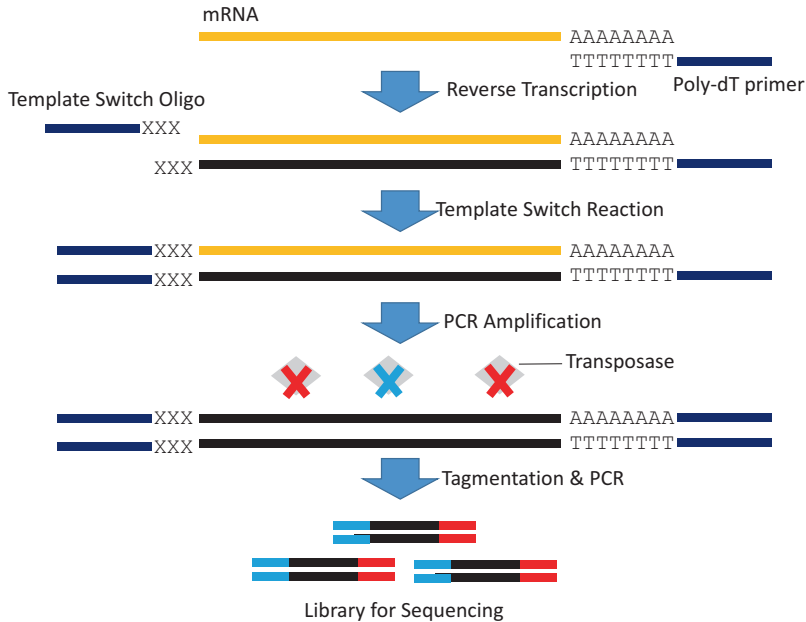 mRNA
AAAAAAAA
TTTTTTTT
Reverse Transcription
Poly-dT primer
Template Switch Oligo
XXX
AAAAAAAA
XXX
TTTTTTTT
Template Switch Reaction
XXX
AAAAAAAA
XXX
TTTTTTTT
PCR Amplification
Transposase
XXX
AAAAAAAA
XXX
TTTTTTTT
Tagmentation & PCR
Library for Sequencing